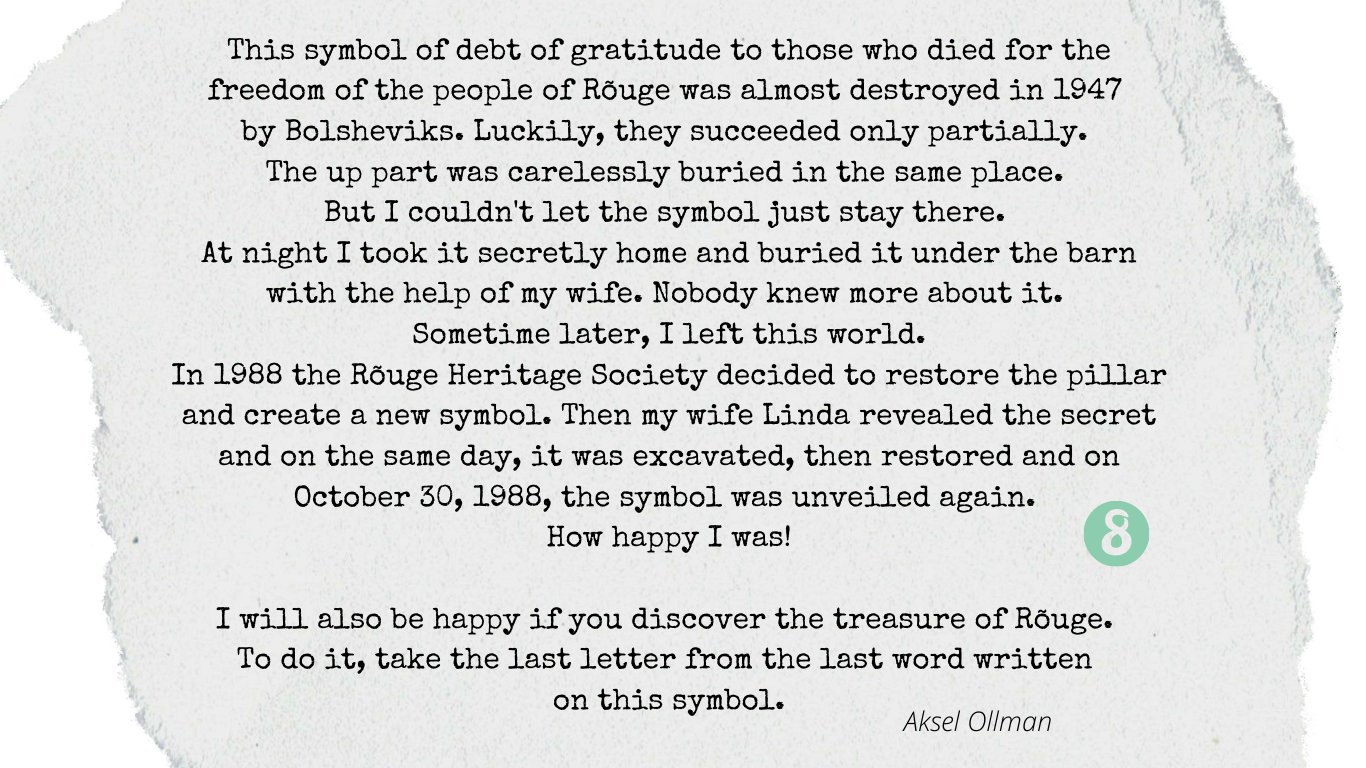 This symbol of debt of gratitude to those who died for the
freedom of the people of Rõuge was almost destroyed in 1947
by Bolsheviks. Luckily, they succeeded only partially.
The up part was carelessly buried in the same place.
But I couldn't let the symbol just stay there.
At night I took it secretly home and buried it under the barn
with the help of my wife. Nobody knew more about it.
Sometime later, I left this world.
In 1988 the Rõuge Heritage Society decided to restore the pillar
and create a new symbol. Then my wife Linda revealed the secret
and on the same day, it was excavated, then restored and on
October 30, 1988, the symbol was unveiled again.
How happy I was!
8
I will also be happy if you discover the treasure of Rõuge.
To do it, take the last letter from the last word written
on this symbol.
Aksel Ollman